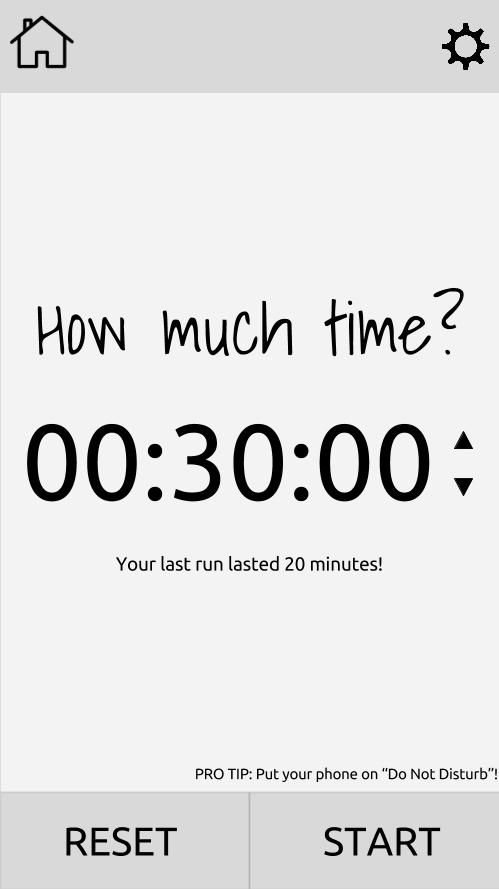 How much time?
00:30:00
Your last run lasted 20 minutes!
PRO TIP: Put your phone on “Do Not Disturb”!
RESET
START